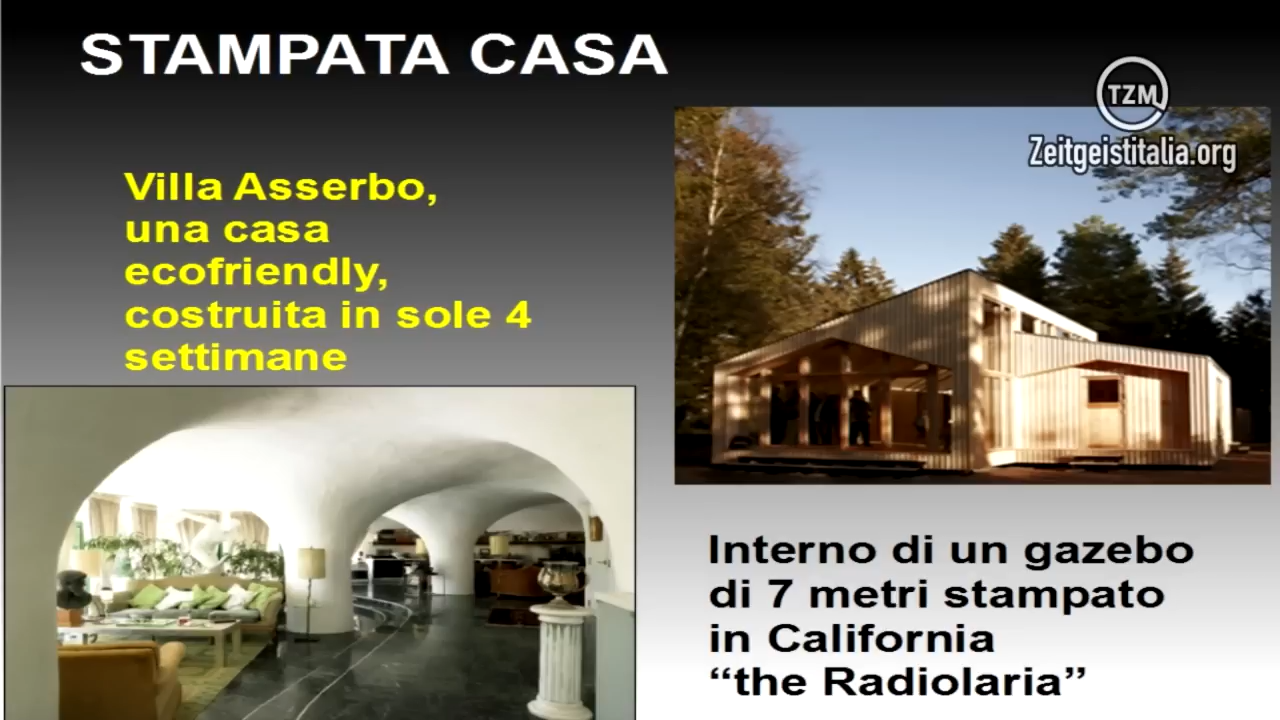 STAMPATA CASA
TZM
Zeitgeistitalia.org
Villa Asserbo,
una casa
ecofriendly,
costruita in sole 4
settimane
Interno di un gazebo
di 7 metri stampato
in California
“the Radiolaria”